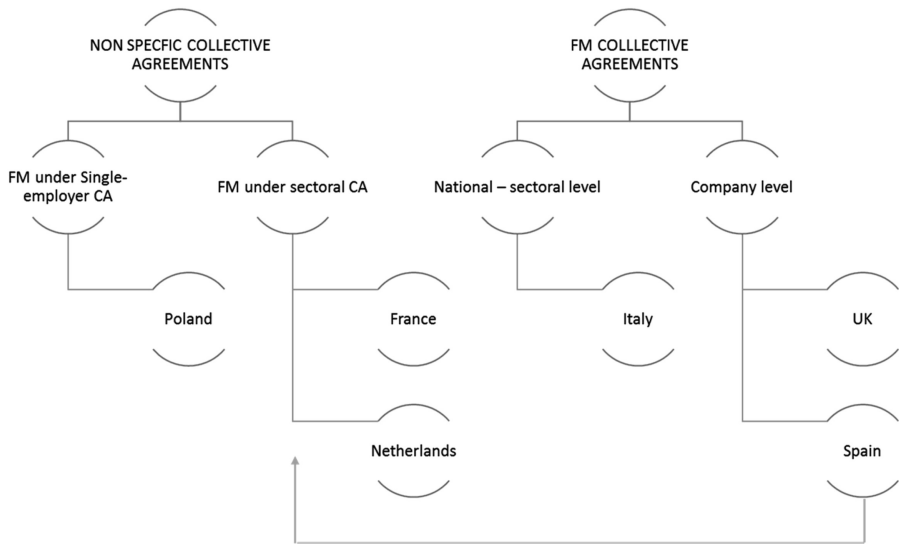 NON SPECFIC COLLECTIVE
AGREEMENTS
FM COLLLECTIVE
AGREEMENTS
FM under Single-
employer CA
FM under sectoral CA
National – sectoral level
Company level
Poland
France
Italy
UK
Netherlands
Spain